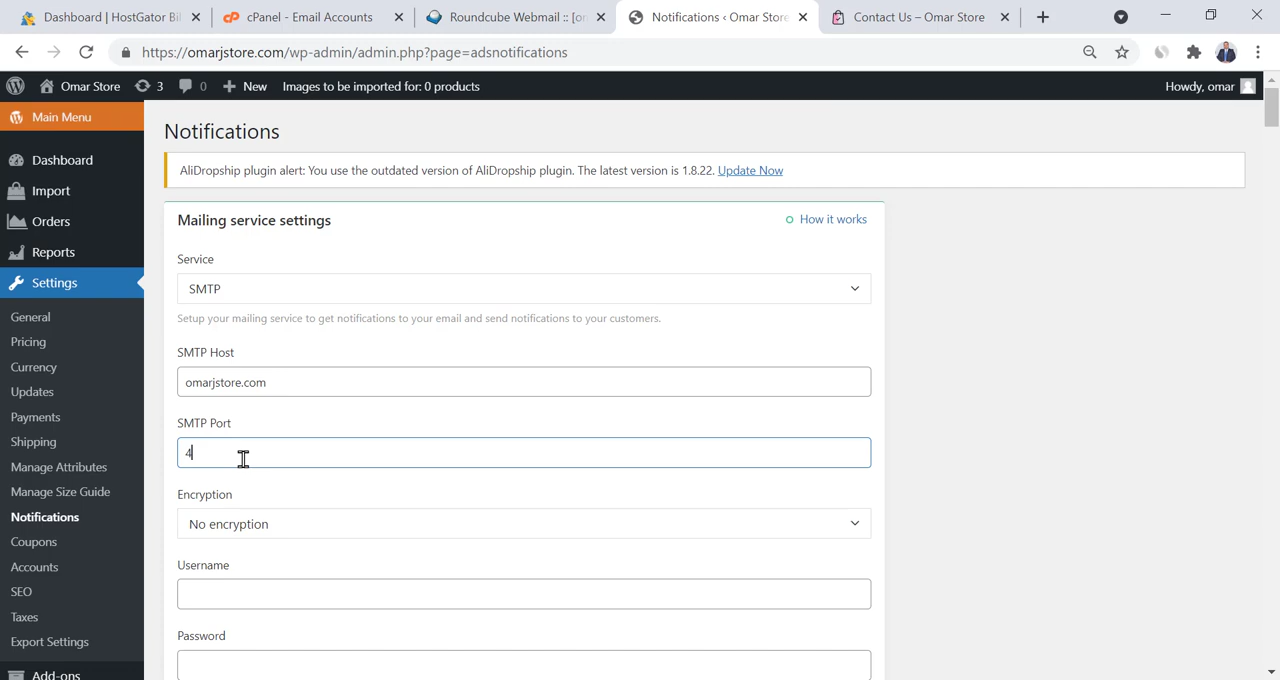 Dashboard | HostGator Bil
cPanel - Email Accounts
Roundcube Webmail :: [or
Notifications ‹ Omar Store
Contact Us – Omar Store
https://omarjstore.com/wp-admin/admin.php?page=adsnotifications
Omar Store
3
0
New
Images to be imported for: 0 products
Howdy, omar
Main Menu
Dashboard
Import
Orders
Reports
Settings
General
Pricing
Currency
Updates
Payments
Shipping
Manage Attributes
Manage Size Guide
Notifications
Coupons
Accounts
SEO
Taxes
Export Settings
Add-ons
Notifications
AliDropship plugin alert: You use the outdated version of AliDropship plugin. The latest version is 1.8.22. Update Now
Mailing service settings
How it works
Service
SMTP
Setup your mailing service to get notifications to your email and send notifications to your customers.
SMTP Host
omarjstore.com
SMTP Port
4
Encryption
No encryption
Username
Password